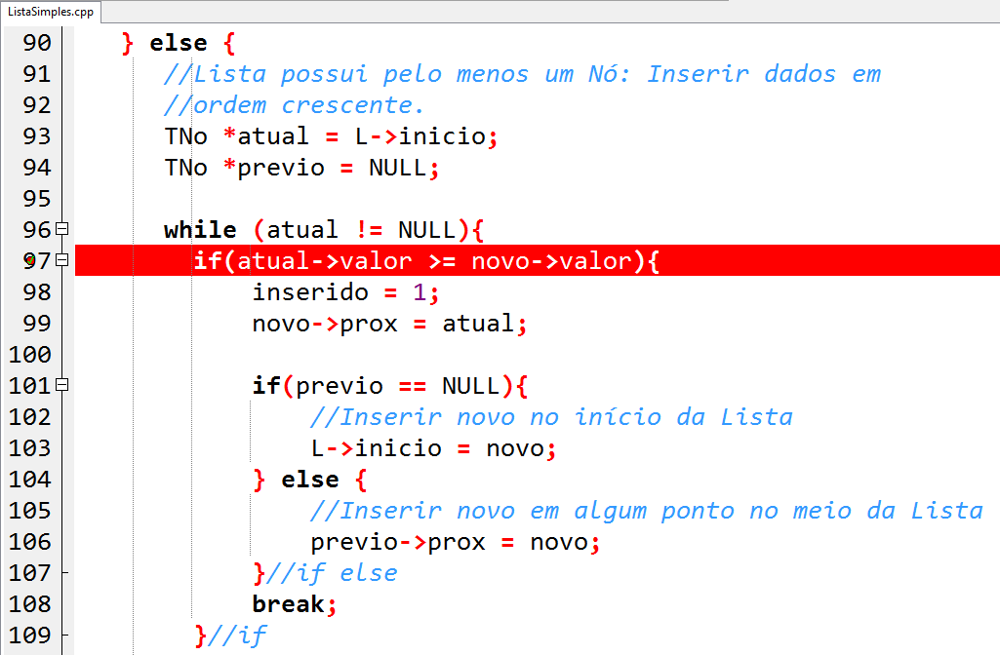 ListaSimples.cpp
90 } else {
91 //Lista possui pelo menos um Nó: Inserir dados em
92 //ordem crescente.
93 TNo *atual = L->inicio;
94 TNo *previo = NULL;
95
96 while (atual != NULL){
97 if(atual->valor >= novo->valor){
98 inserido = 1;
99 novo->prox = atual;
100
101 if(previo == NULL){
102 //Inserir novo no início da Lista
103 L->inicio = novo;
104 } else {
105 //Inserir novo em algum ponto no meio da Lista
106 previo->prox = novo;
107 }//if else
108 break;
109 }//if